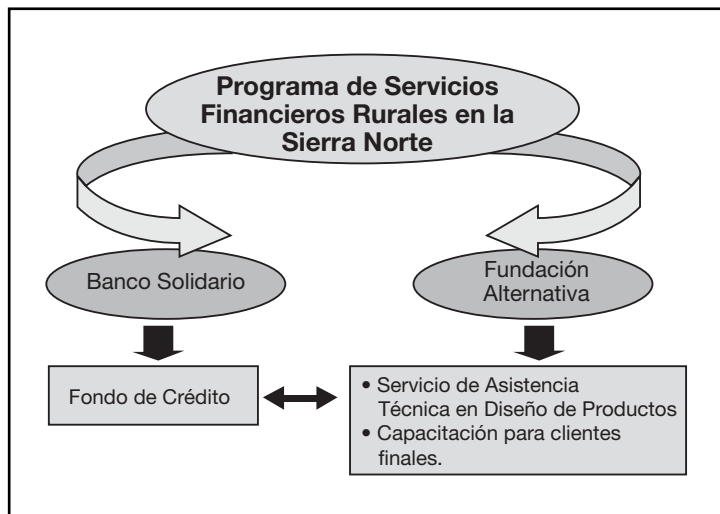 Programa de Servicios
Financieros Rurales en la
Sierra Norte
Banco Solidario
Fundación
Alternativa
Fondo de Crédito
• Servicio de Asistencia
Técnica en Diseño de Productos
• Capacitación para clientes
finales.